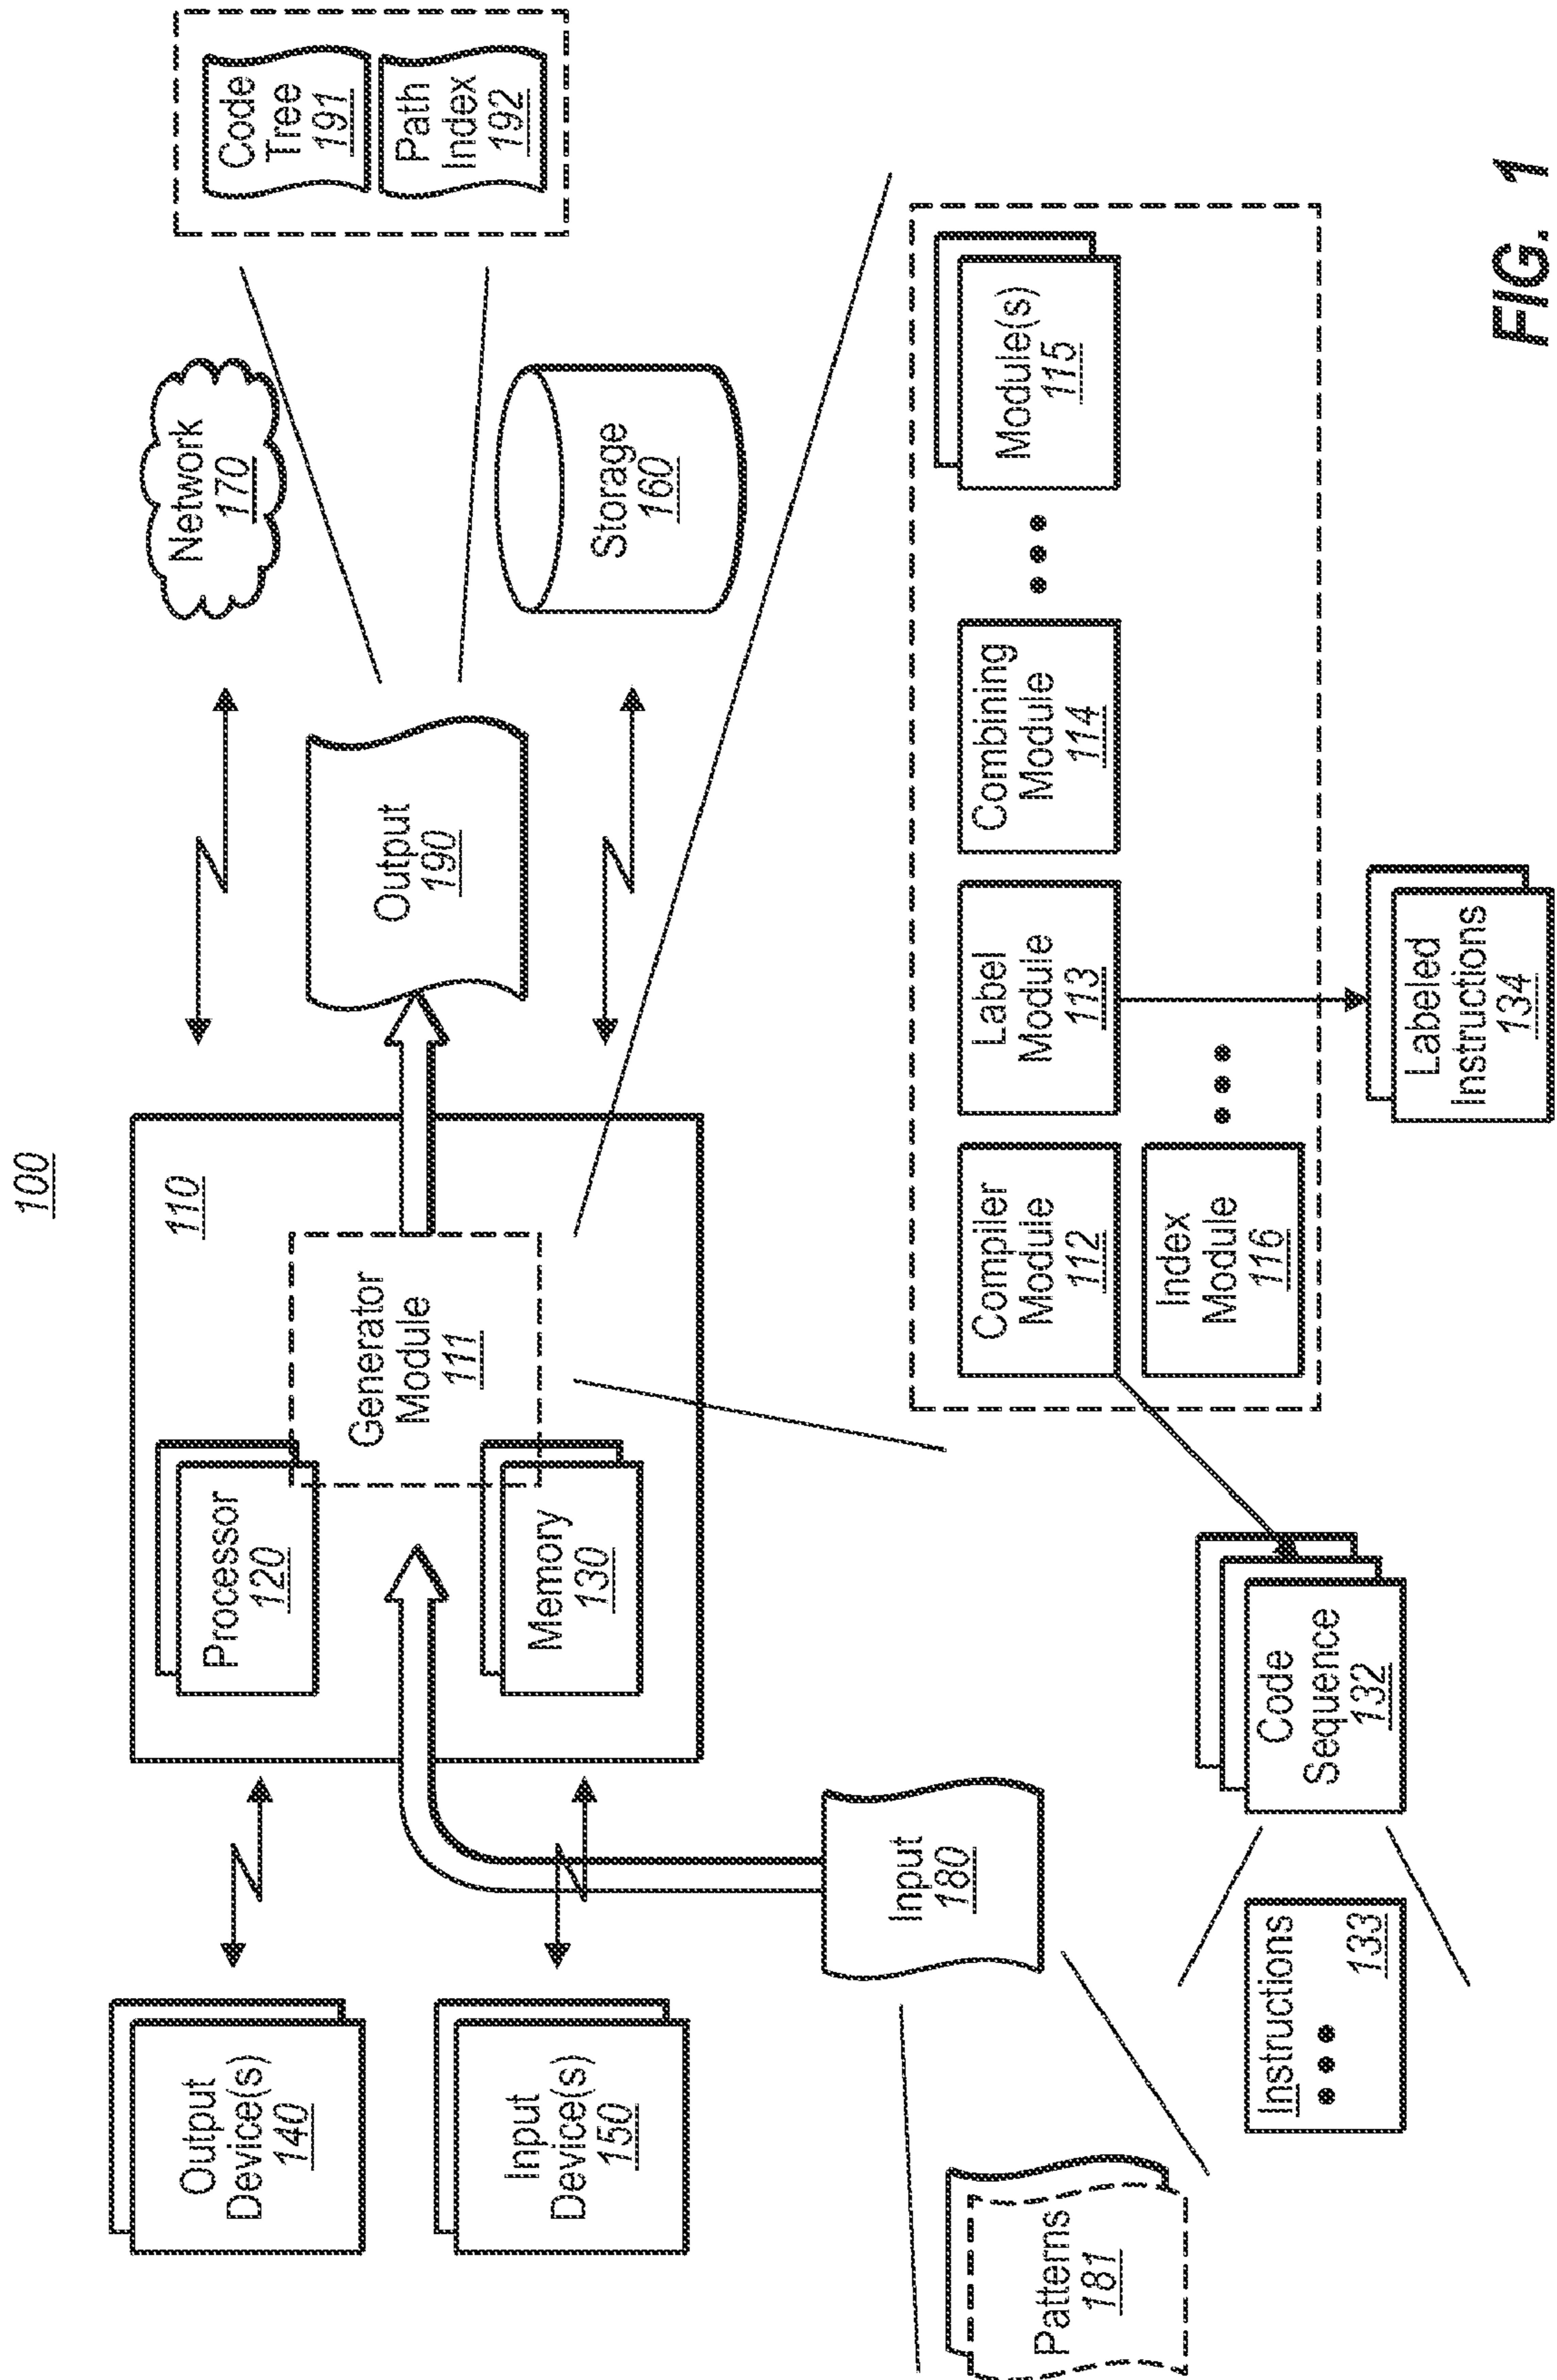 100
Output
Device(s)
140
Input
Device(s)
150
110
Processor
120
Memory
130
Generator
Module
111
Network
170
Storage
160
Output
190
Code
Tree
191
Path
Index
192
Input
180
Patterns
181
Compiler
Module
112
Label
Module
113
Combining
Module
114
Module(s)
115
Index
Module
116
Code
Sequence
132
Instructions
133
Labeled
Instructions
134
FIG. 1